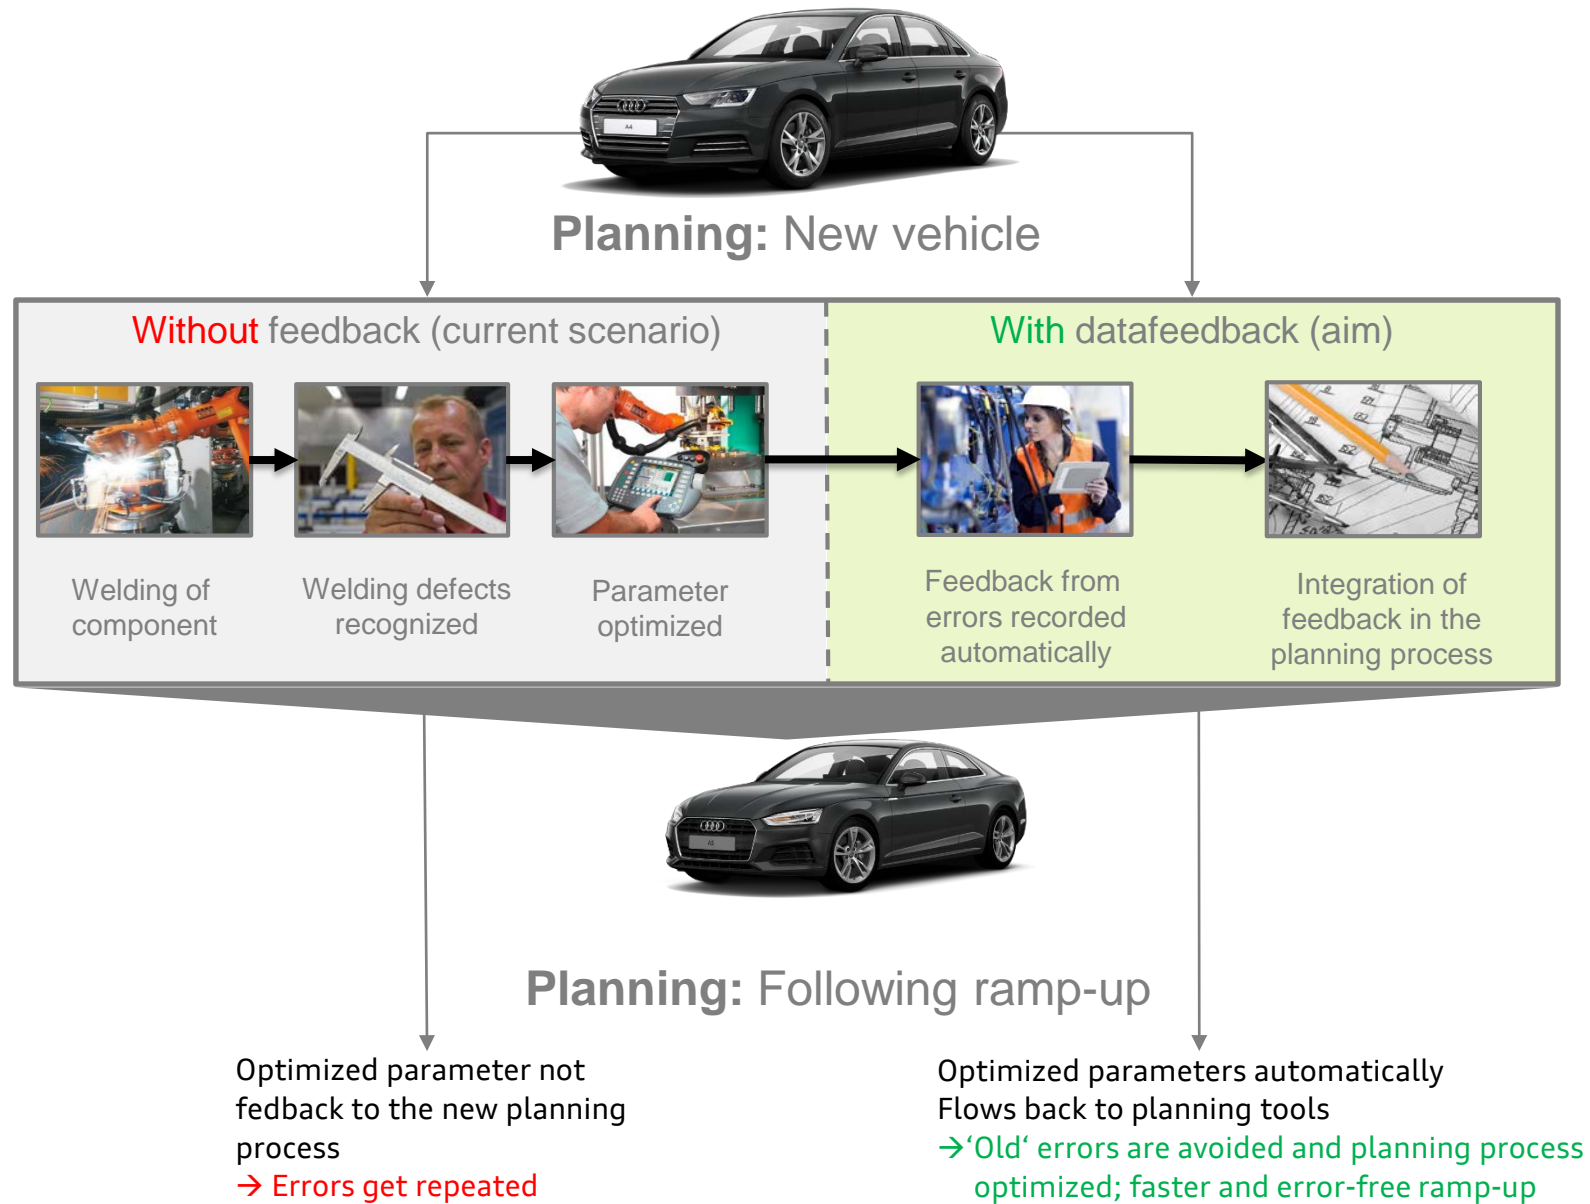 A4
Planning: New vehicle
Without feedback (current scenario)
With datafeedback (aim)
Welding of
component
Welding defects
recognized
Parameter
optimized
Feedback from
errors recorded
automatically
Integration of
feedback in the
planning process
A5
Planning: Following ramp-up
Optimized parameter not
fedback to the new planning
process
→ Errors get repeated
Optimized parameters automatically
Flows back to planning tools
→‘Old‘ errors are avoided and planning process
optimized; faster and error-free ramp-up